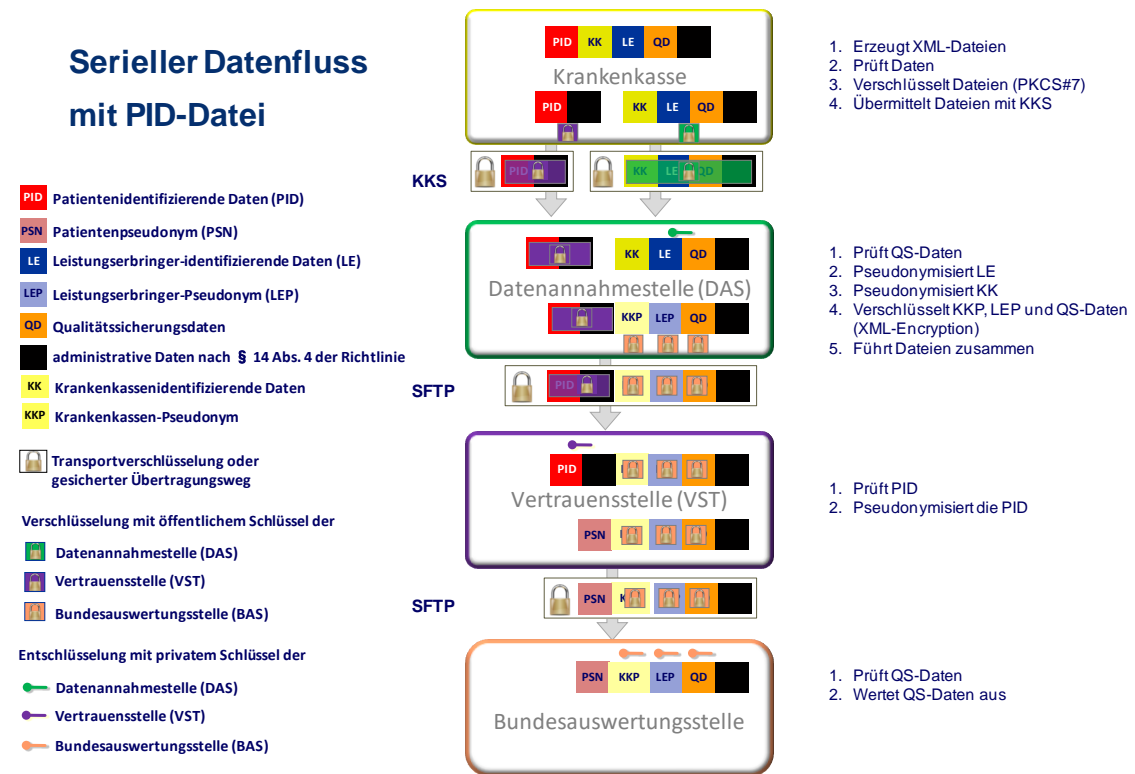 Serieller Datenfluss
mit PID-Datei
PID Patientenidentifizierende Daten (PID)
PSN Patientenpseudonym (PSN)
LE Leistungserbringer-identifizierende Daten (LE)
LEP Leistungserbringer-Pseudonym (LEP)
QD Qualitätssicherungsdaten
administrative Daten nach § 14 Abs. 4 der Richtlinie
KK Krankenkassenidentifizierende Daten
KKP Krankenkassen-Pseudonym
Transportverschlüsselung oder
gesicherter Übertragungsweg
Verschlüsselung mit öffentlichem Schlüssel der
Datenannahmestelle (DAS)
Vertrauensstelle (VST)
Bundesauswertungsstelle (BAS)
Entschlüsselung mit privatem Schlüssel der
Datenannahmestelle (DAS)
Vertrauensstelle (VST)
Bundesauswertungsstelle (BAS)
PID KK LE QD
Krankenkasse
PID KK LE QD
KKS
PID KK LE QD
KK LE QD
Datenannahmestelle (DAS)
KKP LEP QD
SFTP
PID
PID
Vertrauensstelle (VST)
PSN
SFTP
PSN
PSN KKP LEP QD
Bundesauswertungsstelle
1. Erzeugt XML-Dateien
2. Prüft Daten
3. Verschlüsselt Dateien (PKCS#7)
4. Übermittelt Dateien mit KKS
1. Prüft QS-Daten
2. Pseudonymisiert LE
3. Pseudonymisiert KK
4. Verschlüsselt KKP, LEP und QS-Daten
(XML-Encryption)
5. Führt Dateien zusammen
1. Prüft PID
2. Pseudonymisiert die PID
1. Prüft QS-Daten
2. Wertet QS-Daten aus